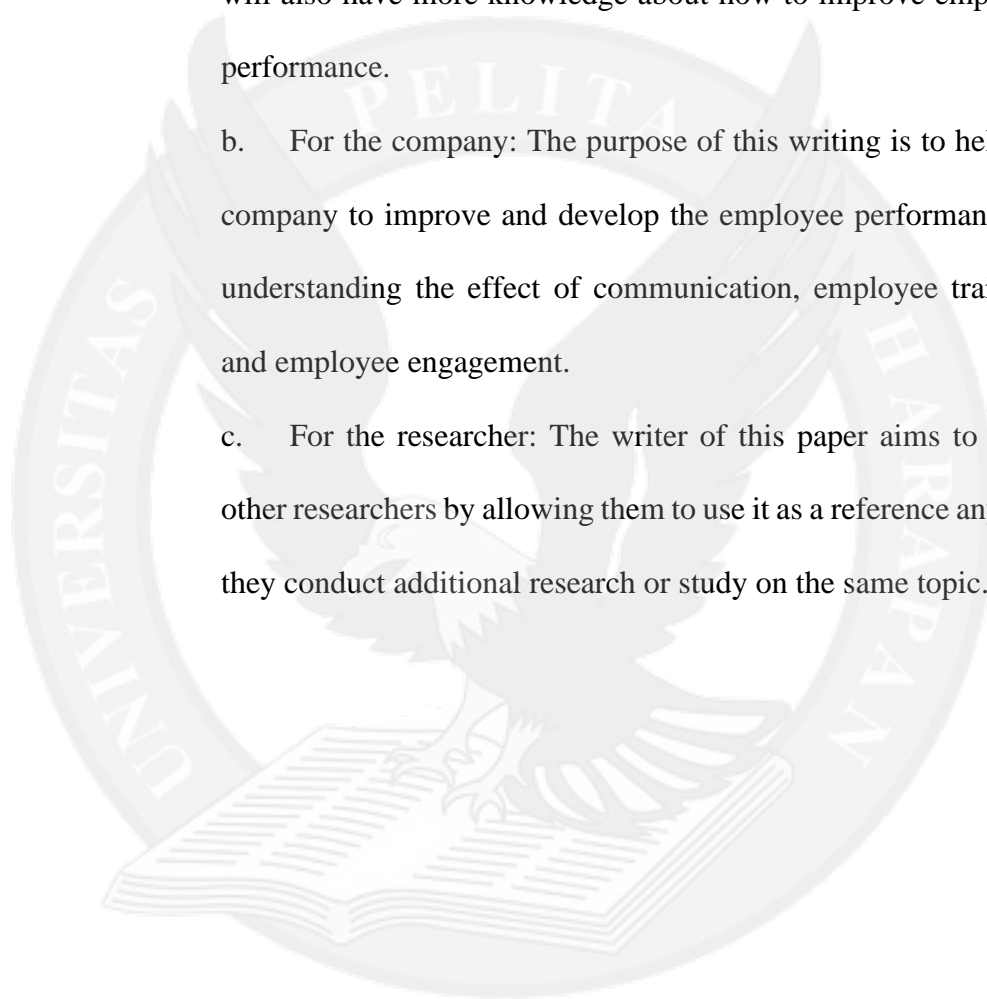 will also have more knowledge about how to improve
performance.
b. For the company: The purpose of this writing is to
company to improve and develop the employee
understanding the effect of communication, employee
and employee engagement.
c. For the researcher: The writer of this paper aims to
other researchers by allowing them to use it as a reference
they conduct additional research or study on the same topic.
UNIVERSITAS PELITA HARAPAN